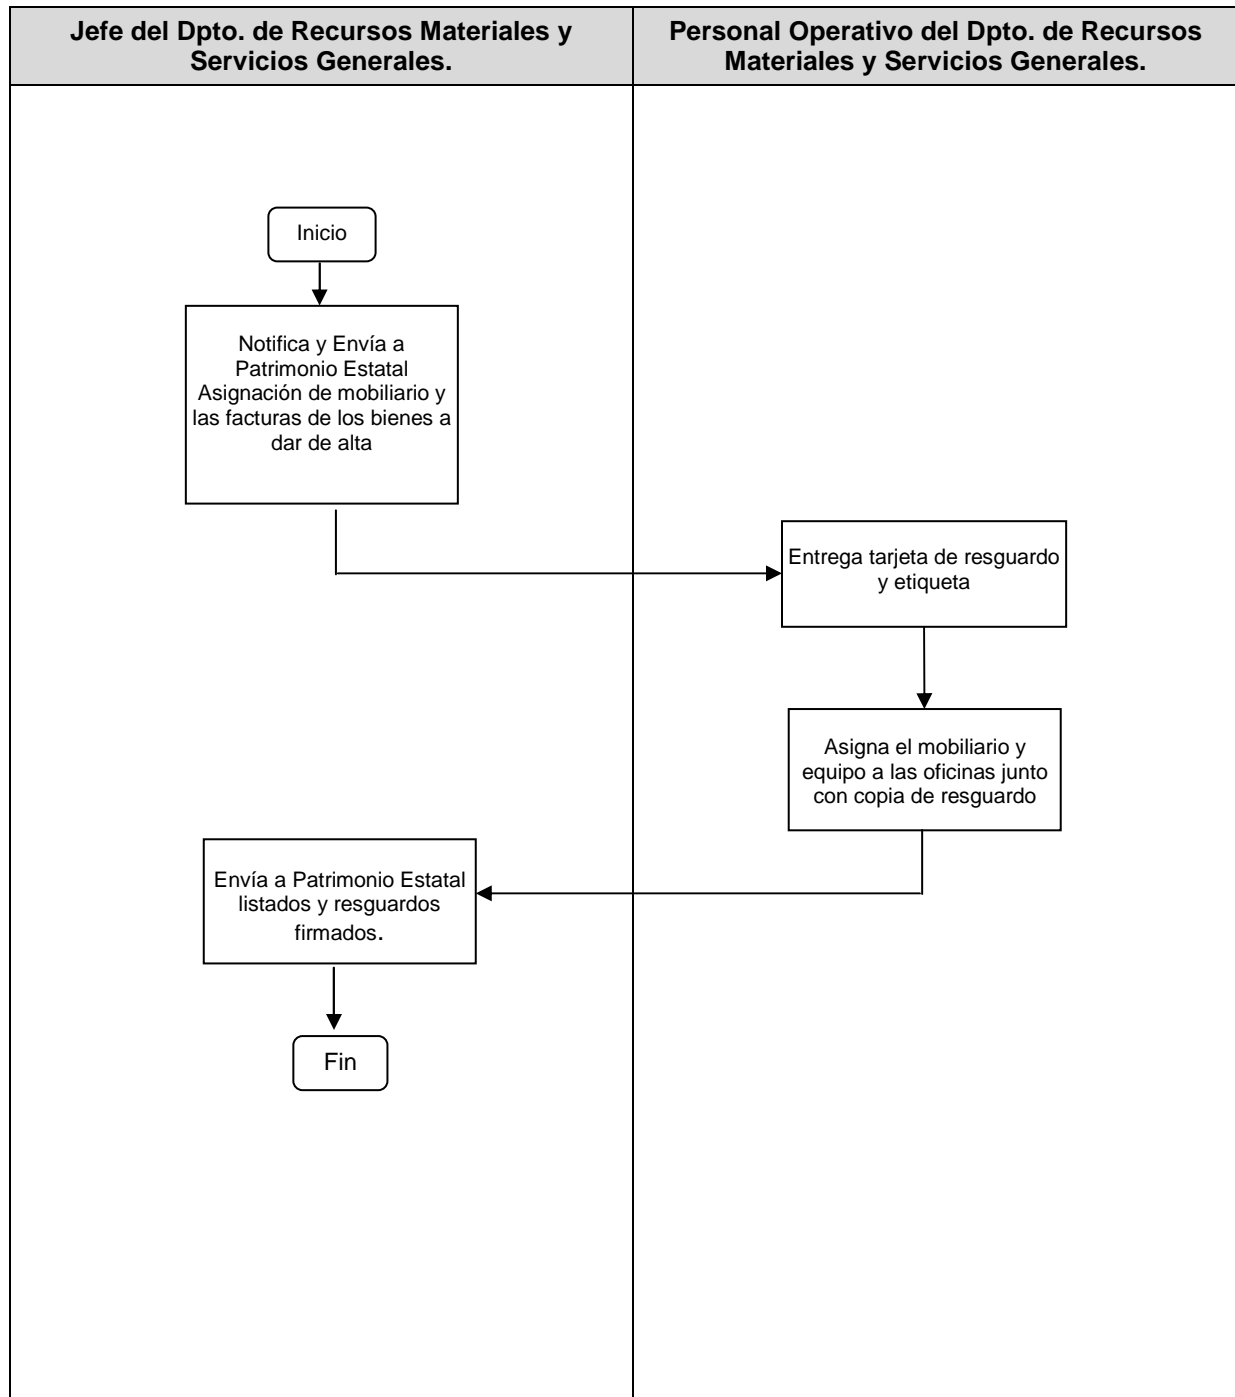 Jefe del Dpto. de Recursos Materiales y
Servicios Generales.
Personal Operativo del Dpto. de Recursos
Materiales y Servicios Generales.
Inicio
Notifica y Envía a
Patrimonio Estatal
Asignación de mobiliario y
las facturas de los bienes a
dar de alta
Entrega tarjeta de resguardo
y etiqueta
Asigna el mobiliario y
equipo a las oficinas junto
con copia de resguardo
Envía a Patrimonio Estatal
listados y resguardos
firmados.
Fin